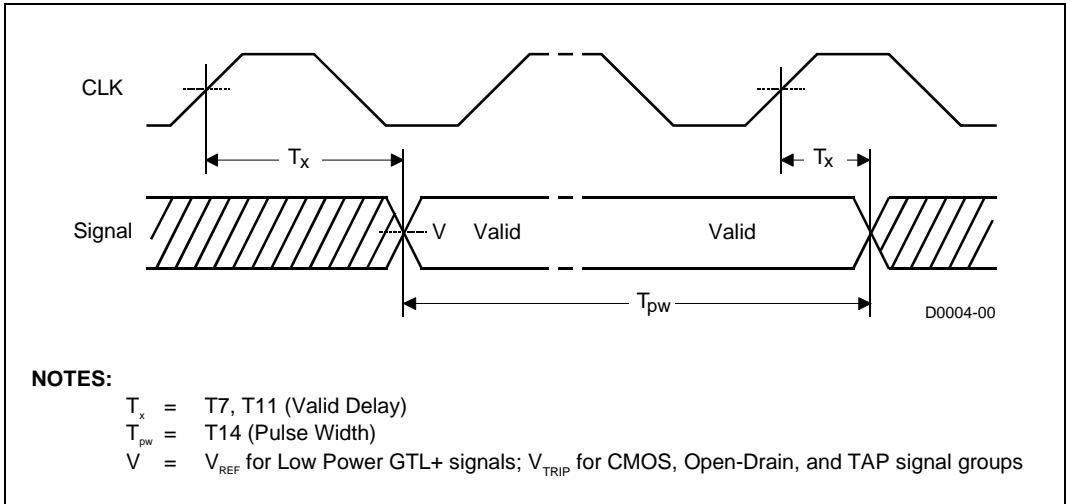 CLK
Tx Tx
Signal V Valid Valid
Tpw
D0004-00
NOTES:
Tx = T7, T11 (Valid Delay)
Tpw = T14 (Pulse Width)
V = VREF for Low Power GTL+ signals; VTRIP for CMOS, Open-Drain, and TAP signal groups